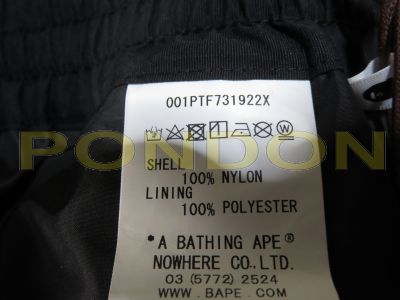 001PTF731922X
PONDON
SHELL
100% NYLON
LINING
100% POLYESTER
*A BATHING APE®
NOWHERE CO., LTD.
03 (5772) 2524
WWW.BAPE.COM